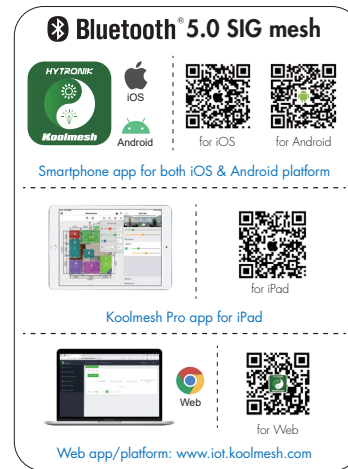 Bluetooth® 5.0 SIG mesh
HYTRONIK
Koolmesh
iOS
Android
for iOS
for Android
Smartphone app for both iOS & Android platform
for iPad
Koolmesh Pro app for iPad
Web
for Web
Web app/platform: www.iot.koolmesh.com